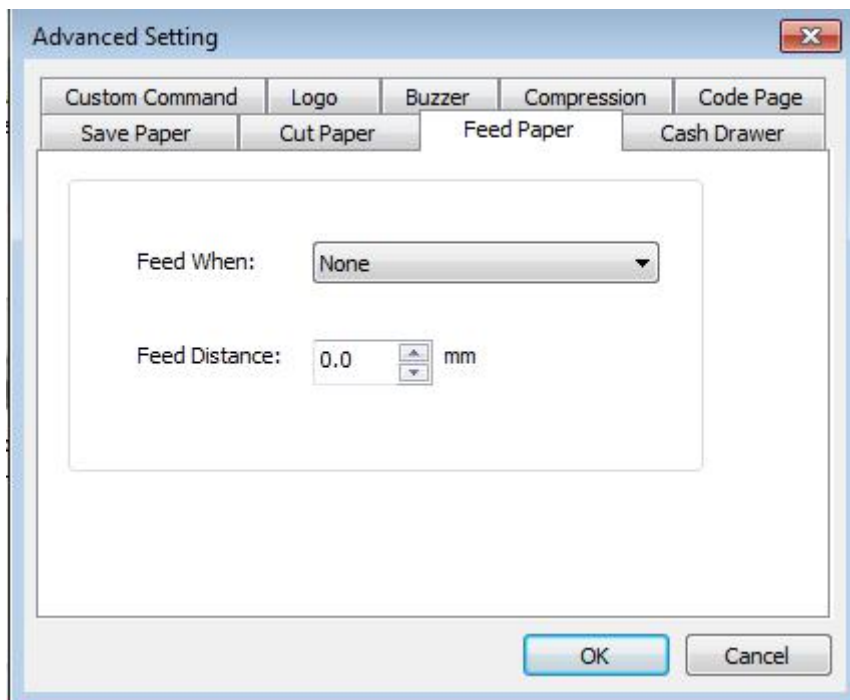 Advanced Setting
Custom Command Logo Buzzer Compression Code Page
Save Paper Cut Paper Feed Paper Cash Drawer
Feed When: None
Feed Distance: 0.0 mm
OK Cancel